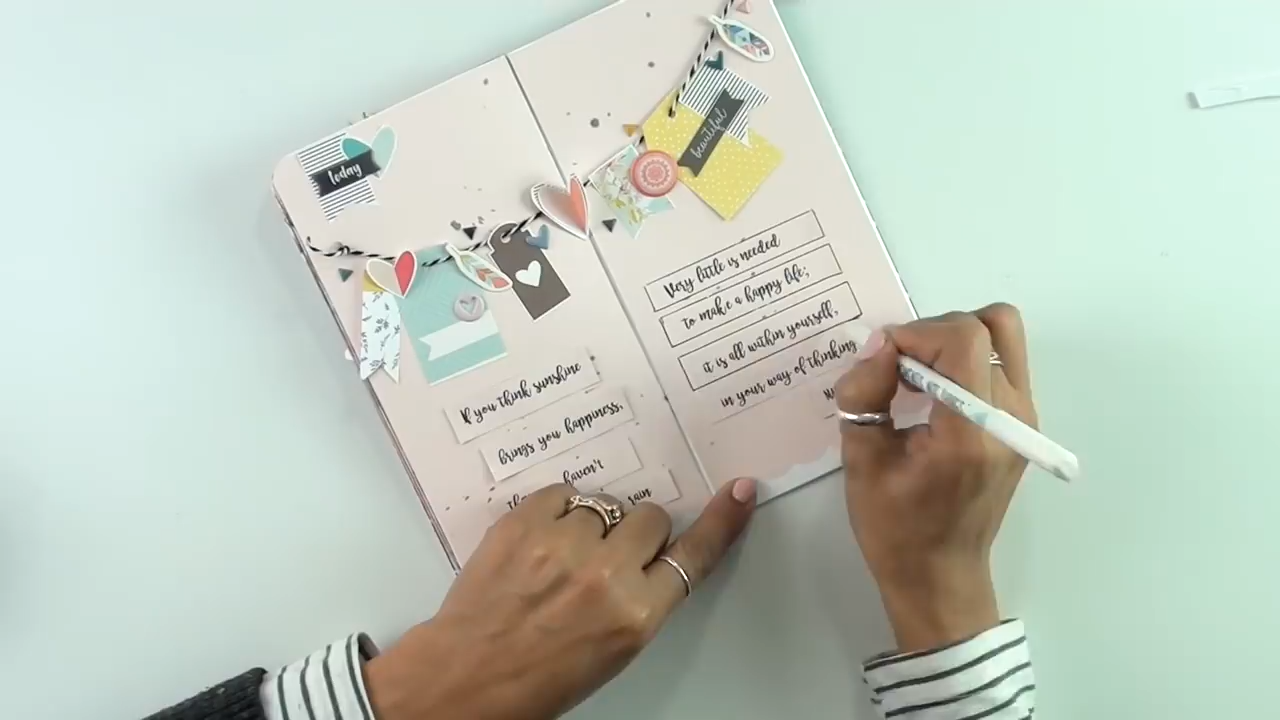 today
beautiful
If you think sunshine
brings you happiness,
haven't
rain
Very little is needed
to make a happy life;
it is all within yourself,
in your way of thinking